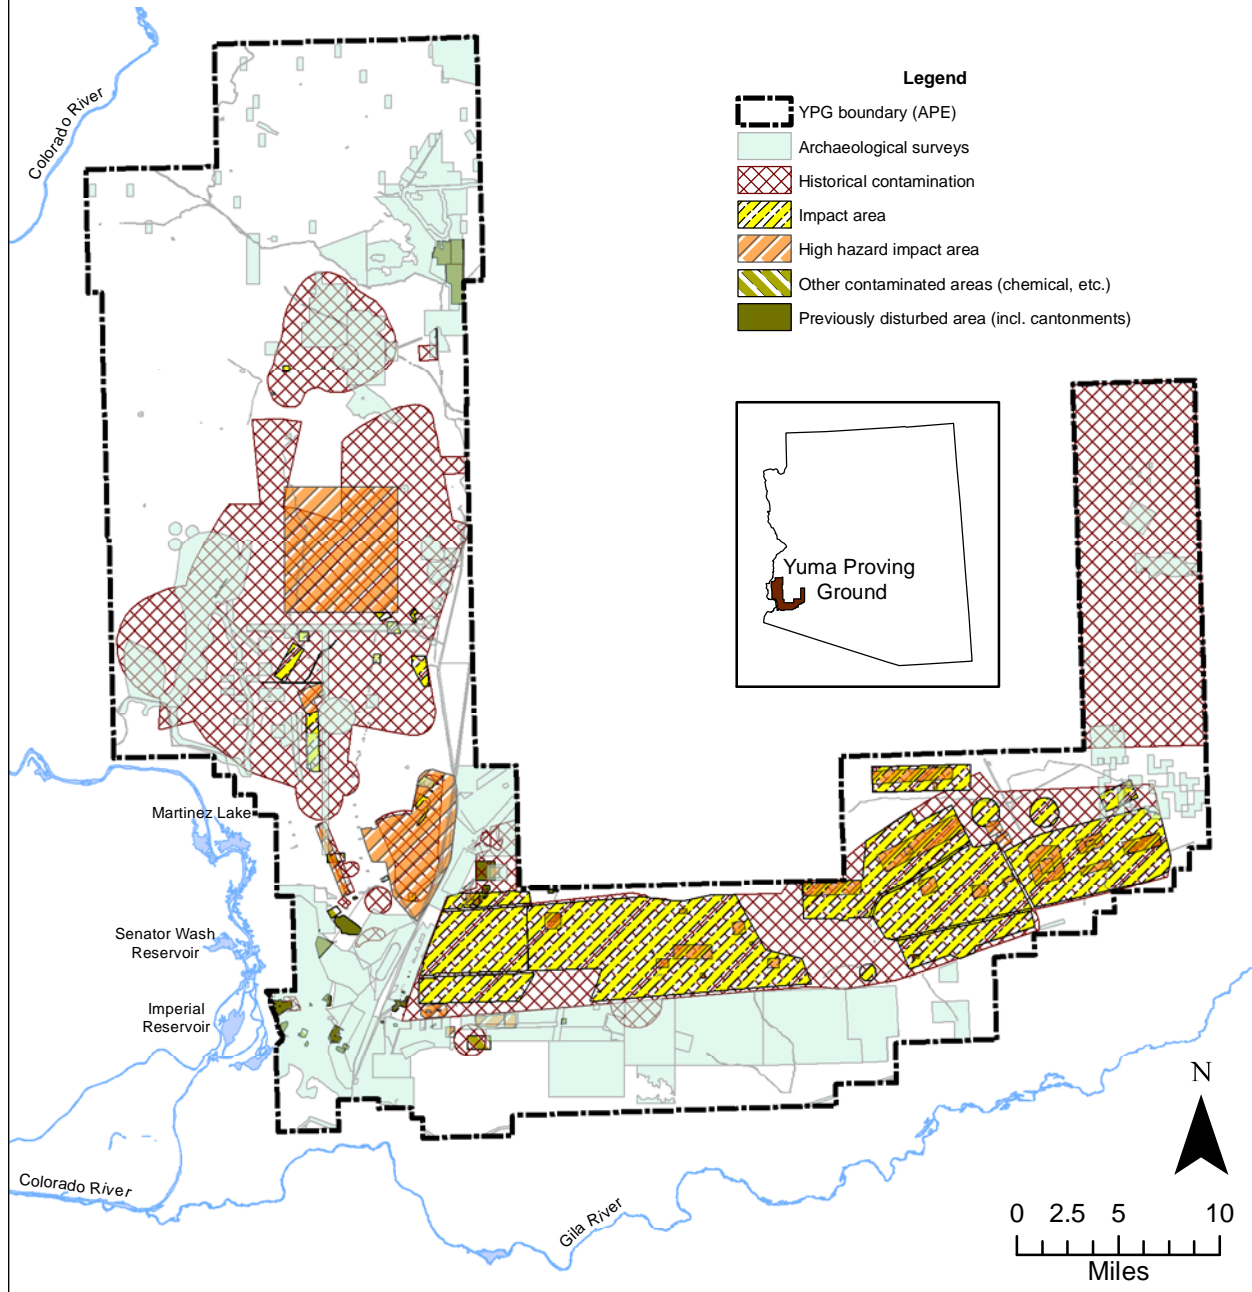 Legend
YPG boundary (APE)
Archaeological surveys
Historical contamination
Impact area
High hazard impact area
Other contaminated areas (chemical, etc.)
Previously disturbed area (incl. cantonments)
Colorado River
Yuma Proving
Ground
Martinez Lake
Senator Wash
Reservoir
Imperial
Reservoir
Colorado River
Gila River
N
0 2.5 5 10
Miles